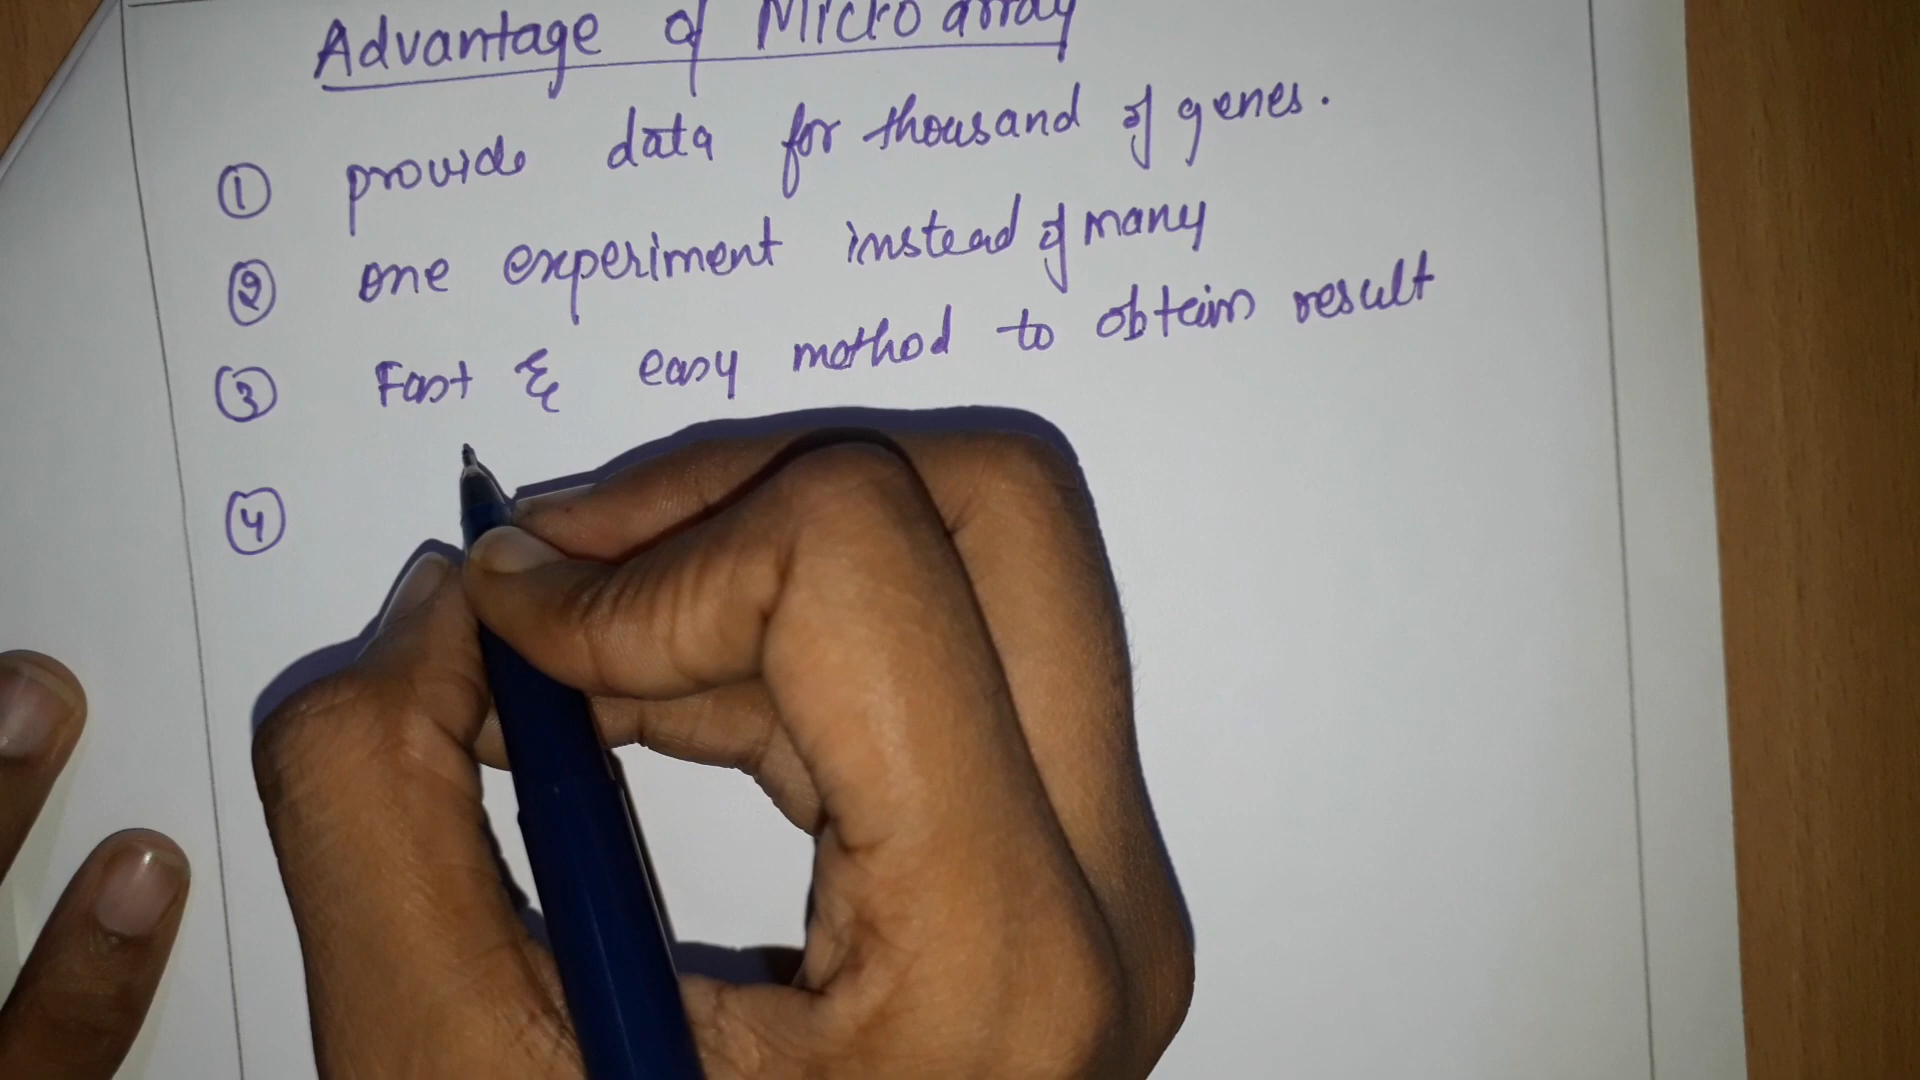 Advantage of Micro array
① provide data for thousand of genes.
② one experiment instead of many
③ Fast & easy method to obtain result
④